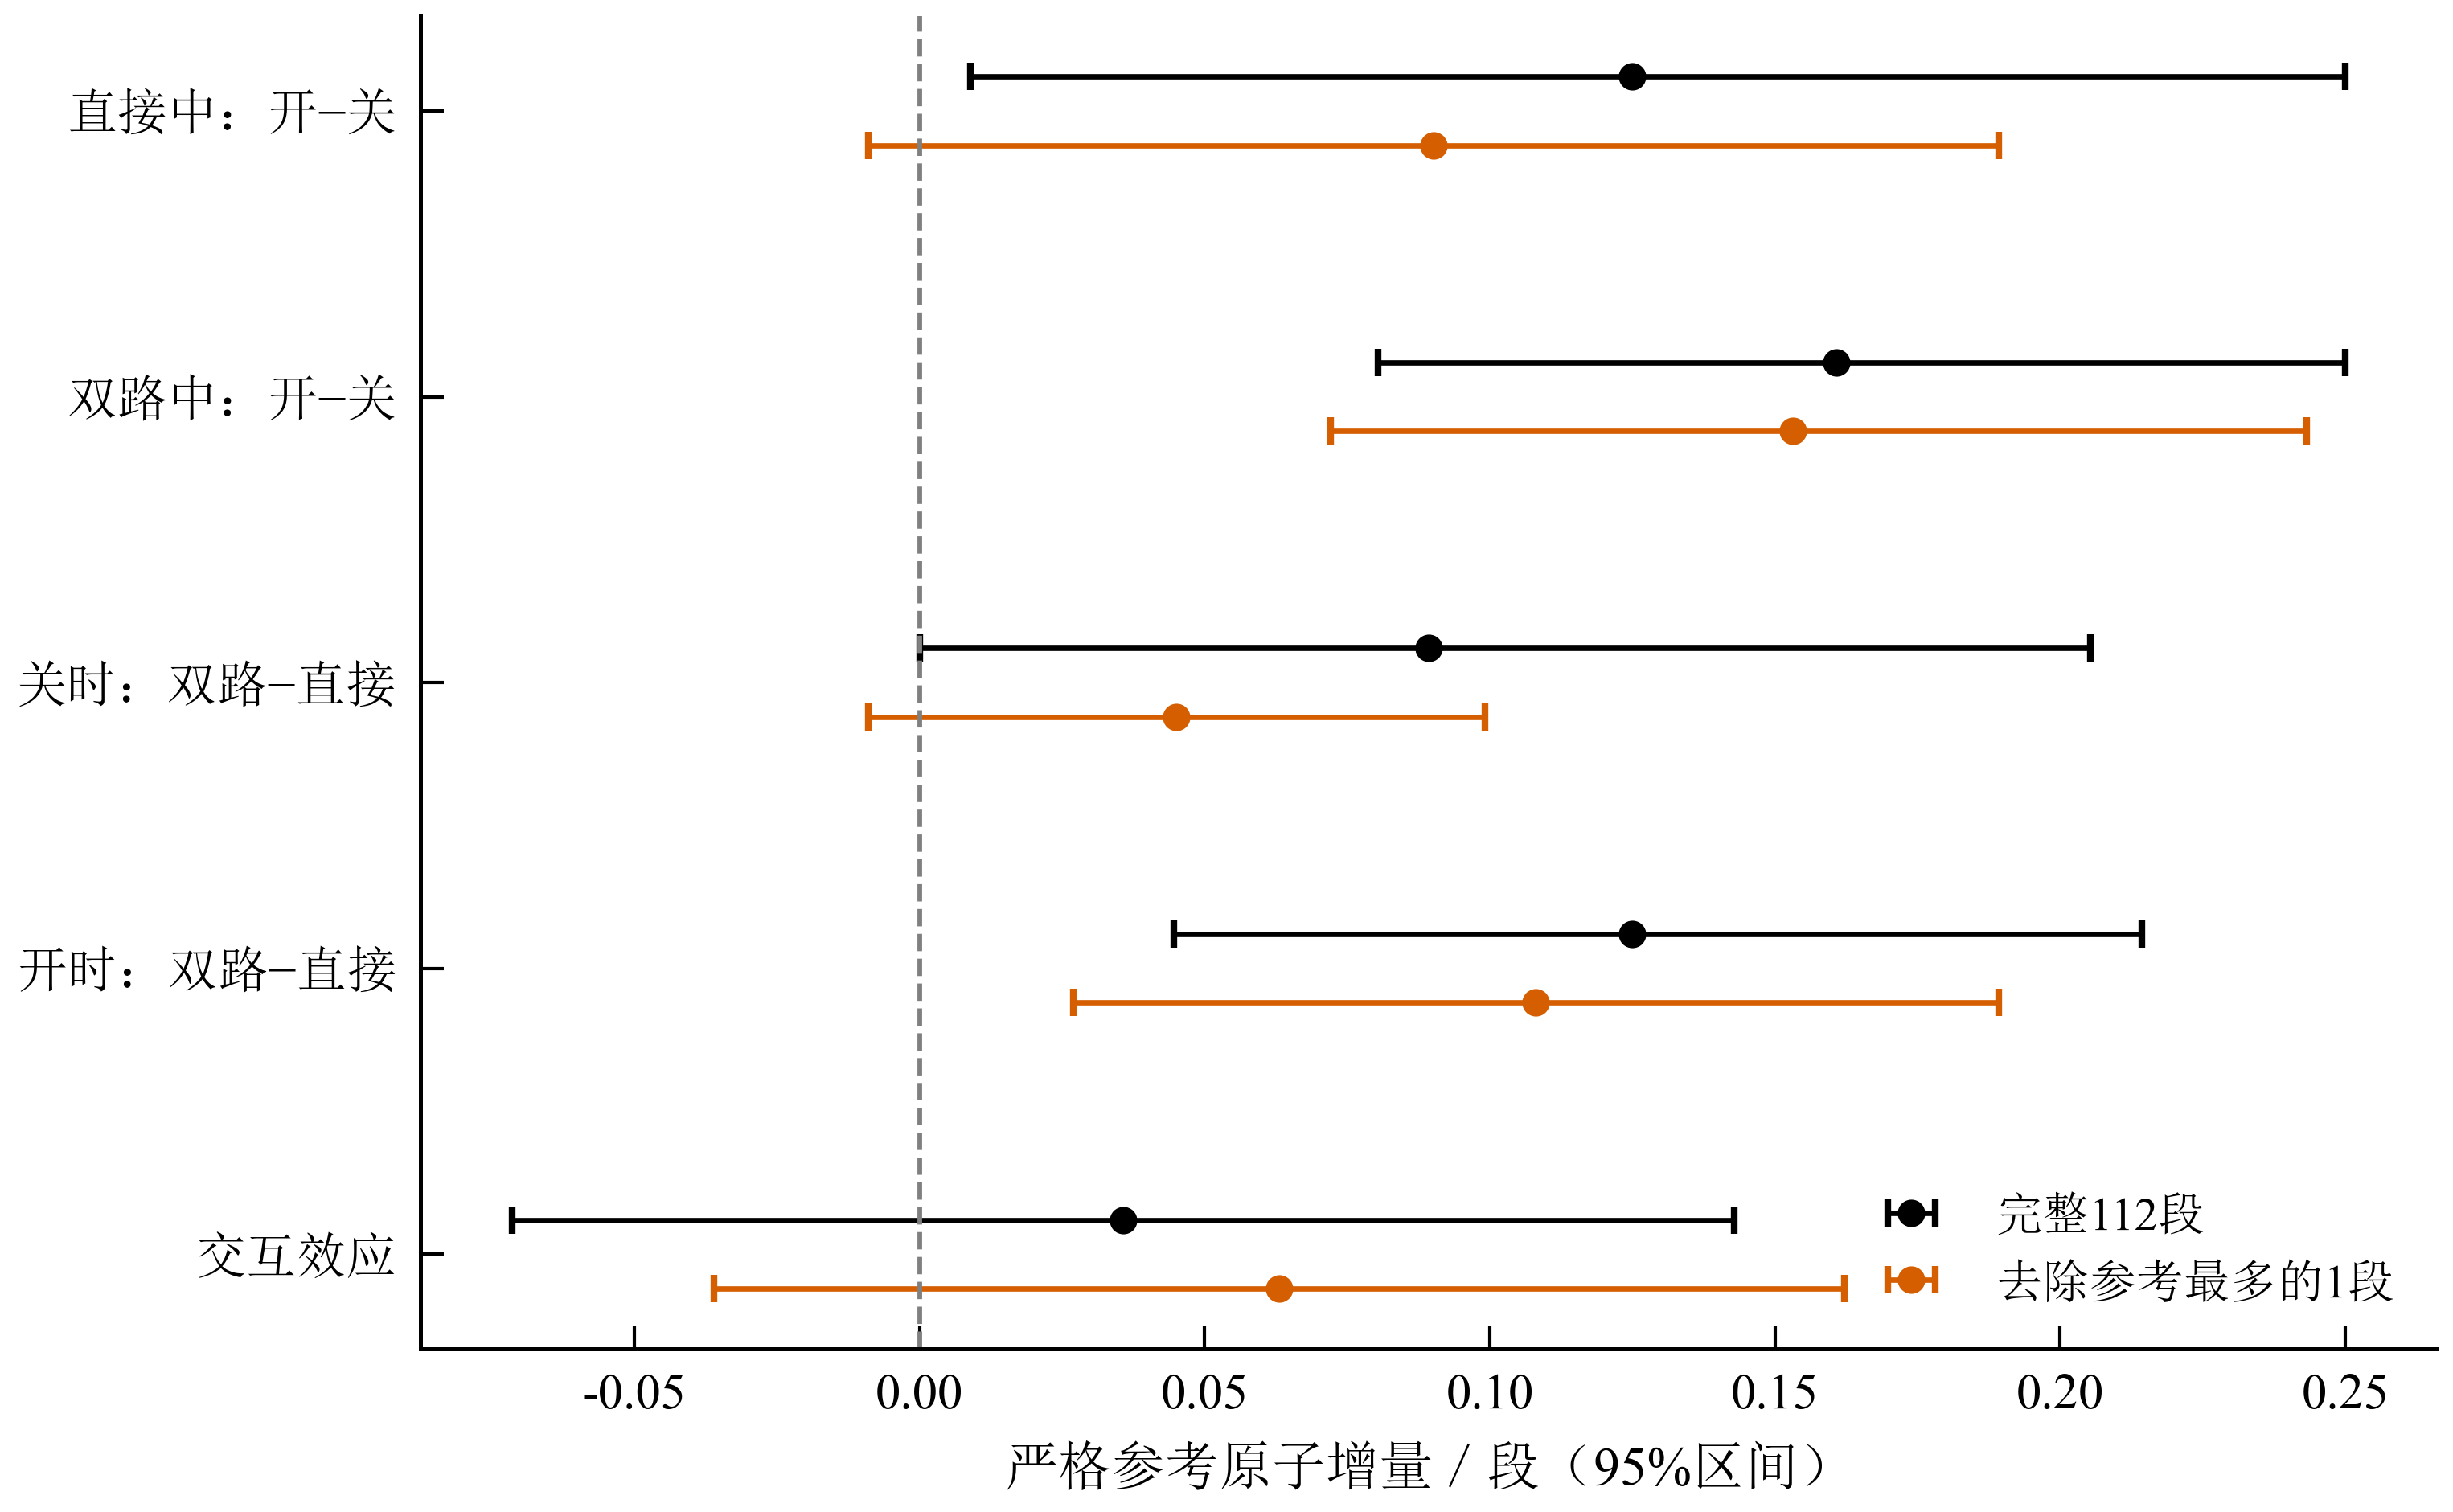 直接中：开−关
双路中：开−关
关时：双路−直接
开时：双路−直接
交互效应
完整112段
去除参考最多的1段
-0.05 0.00 0.05 0.10 0.15 0.20 0.25
严格参考原子增量 / 段（95%区间）